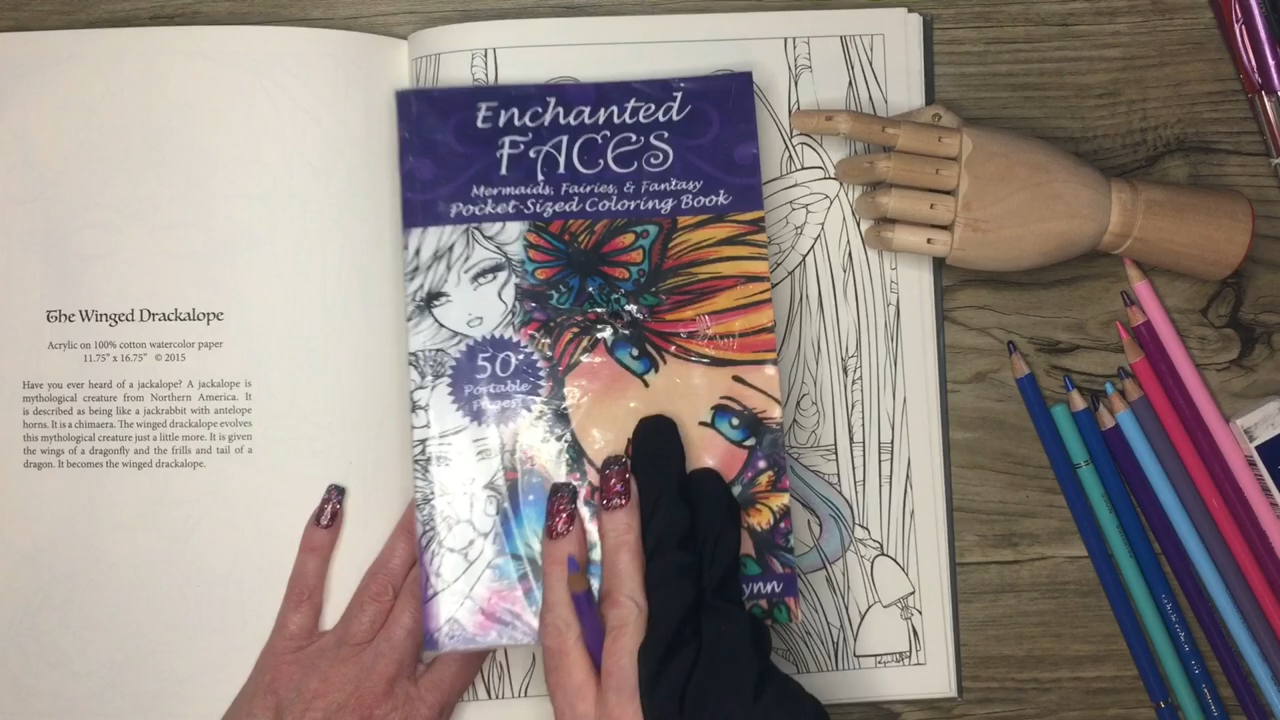 The Winged Drackalope
Acrylic on 100% cotton watercolor paper
11.75" x 16.75" © 2015
Have you ever heard of a jackalope? A jackalope is
mythological creature from Northern America. It
is described as being like a jackrabbit with antelope
horns. It is a chimaera. The winged drackalope evolves
this mythological creature just a little more. It is given
the wings of a dragonfly and the frills and tail of a
dragon. It becomes the winged drackalope.
Enchanted
FACES
Mermaids, Fairies, & Fantasy
Pocket-Sized Coloring Book
50
Portable
Pages!
ynn